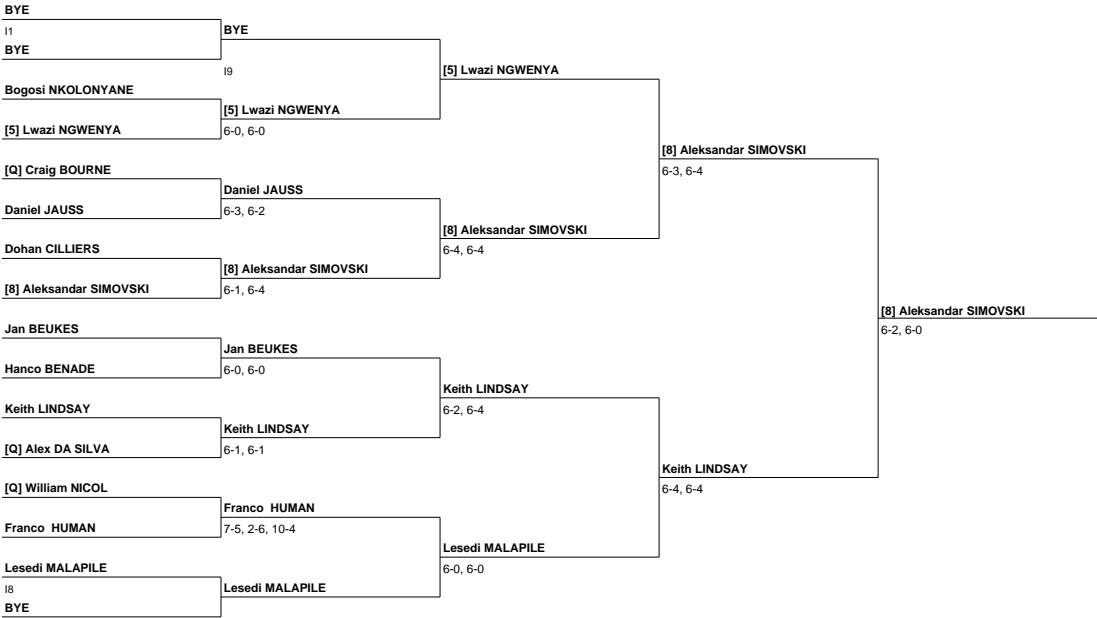 BYE
I1
BYE
Bogosi NKOLONYANE
[5] Lwazi NGWENYA
[Q] Craig BOURNE
Daniel JAUSS
Dohan CILLIERS
[8] Aleksandar SIMOVSKI
Jan BEUKES
Hanco BENADE
Keith LINDSAY
[Q] Alex DA SILVA
[Q] William NICOL
Franco HUMAN
Lesedi MALAPILE
I8
BYE
BYE
I9
[5] Lwazi NGWENYA
6-0, 6-0
Daniel JAUSS
6-3, 6-2
[8] Aleksandar SIMOVSKI
6-1, 6-4
Jan BEUKES
6-0, 6-0
Keith LINDSAY
6-1, 6-1
Franco HUMAN
7-5, 2-6, 10-4
Lesedi MALAPILE
[5] Lwazi NGWENYA
[8] Aleksandar SIMOVSKI
6-4, 6-4
Keith LINDSAY
6-2, 6-4
Lesedi MALAPILE
6-0, 6-0
[8] Aleksandar SIMOVSKI
6-3, 6-4
Keith LINDSAY
6-4, 6-4
[8] Aleksandar SIMOVSKI
6-2, 6-0